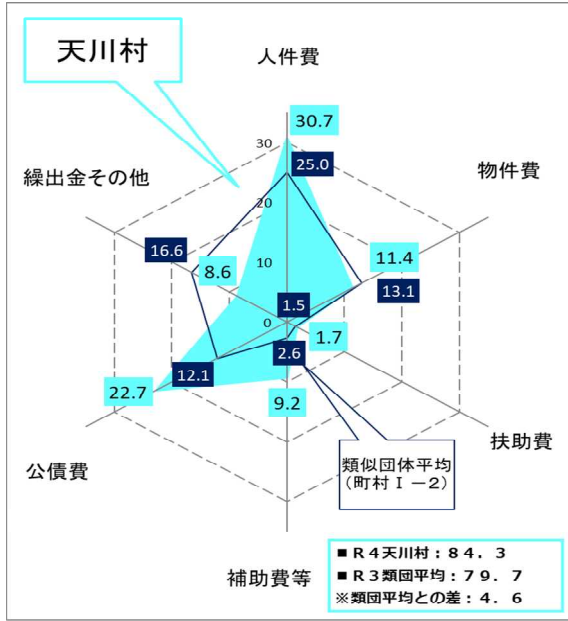 天川村
人件費
30.7
30
25.0
繰出金その他
物件費
20
16.6
8.6
11.4
10
13.1
1.5
0
1.7
2.6
12.1
22.7
9.2
扶助費
類似団体平均
(町村Ⅰ－2)
公債費
補助費等
■R4天川村：84．3
■R3類団平均：79．7
※類団平均との差：4．6